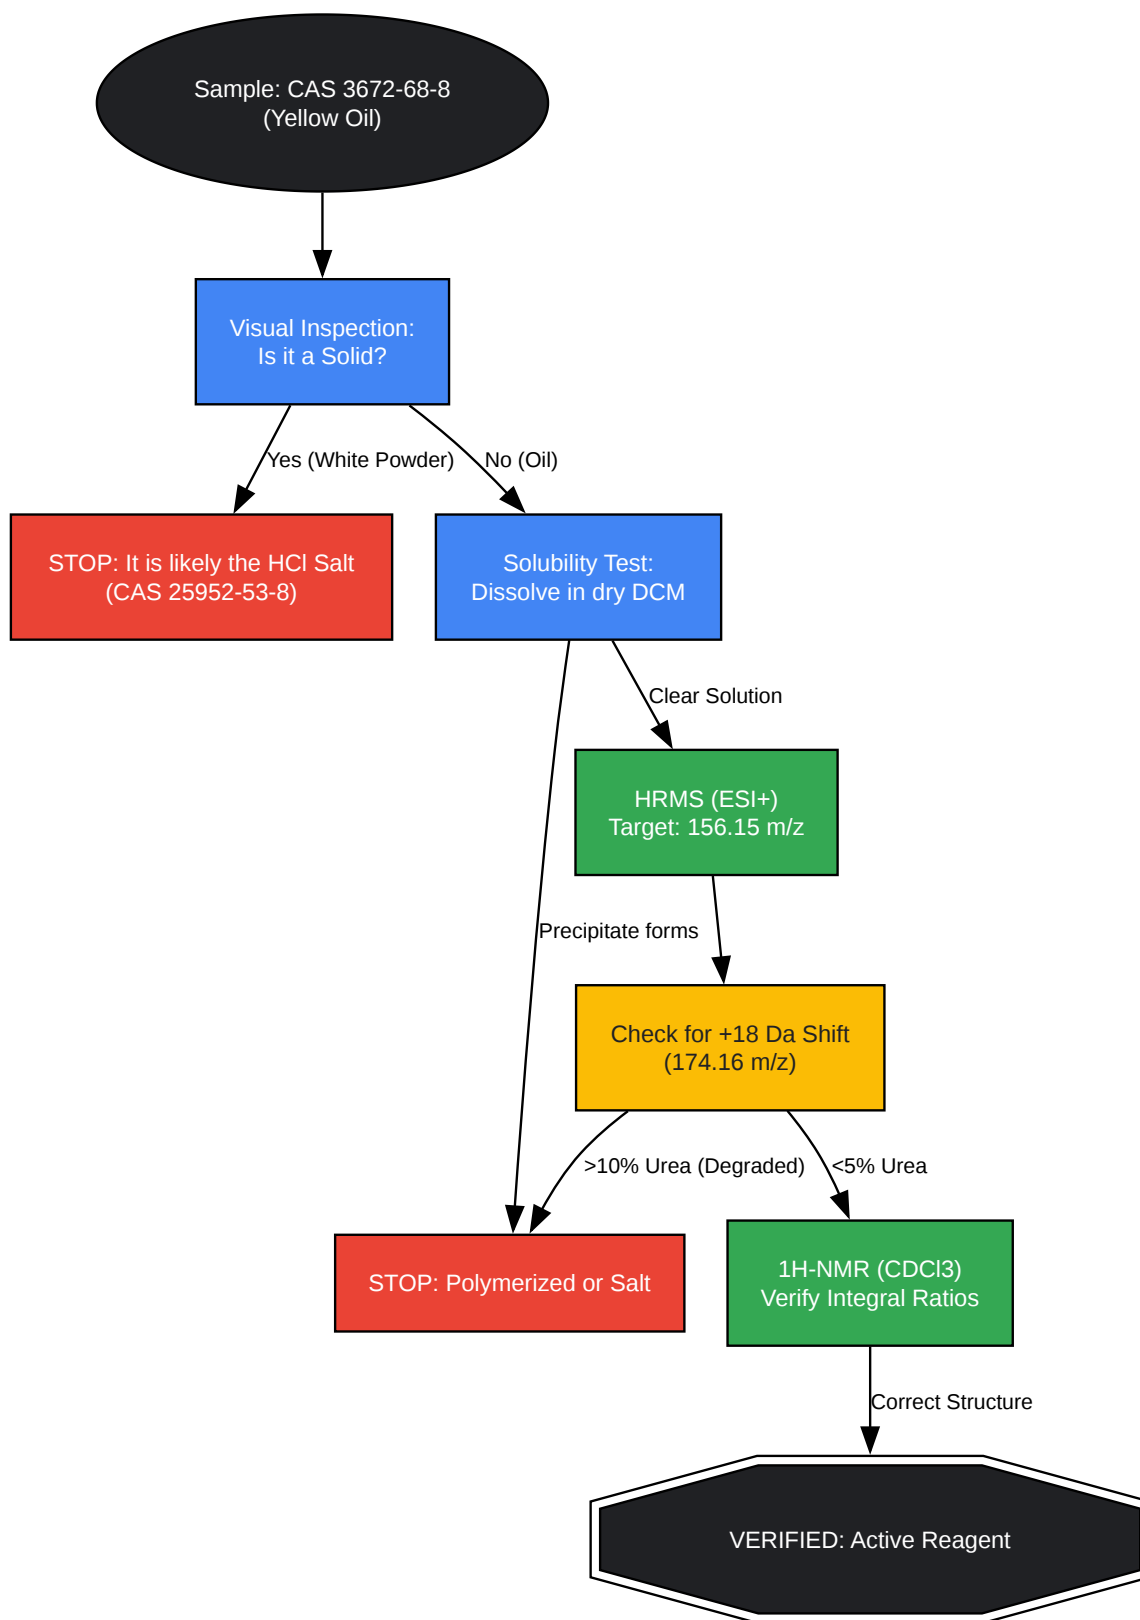 Sample: CAS 3672-68-8
(Yellow Oil)
Visual Inspection:
Is it a Solid?
Yes (White Powder)
No (Oil)
STOP: It is likely the HCl Salt
(CAS 25952-53-8)
Solubility Test:
Dissolve in dry DCM
Clear Solution
HRMS (ESI+)
Target: 156.15 m/z
Precipitate forms
Check for +18 Da Shift
(174.16 m/z)
>10% Urea (Degraded)
<5% Urea
STOP: Polymerized or Salt
1H-NMR (CDCl3)
Verify Integral Ratios
Correct Structure
VERIFIED: Active Reagent